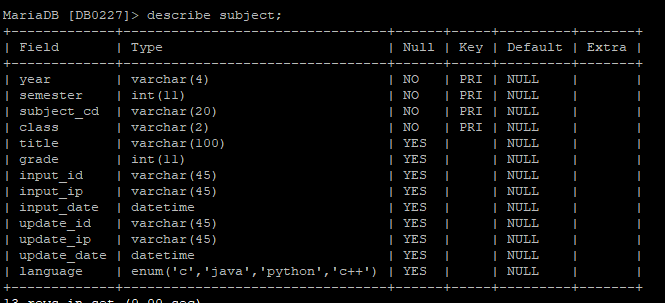 MariaDB [DB0227]> describe subject;
+-------------+----------------------------------+------+-----+---------+-------+
| Field       | Type                             | Null | Key | Default | Extra |
+-------------+----------------------------------+------+-----+---------+-------+
| year        | varchar(4)                       | NO   | PRI | NULL    |       |
| semester    | int(11)                          | NO   | PRI | NULL    |       |
| subject_cd  | varchar(20)                      | NO   | PRI | NULL    |       |
| class       | varchar(2)                       | NO   | PRI | NULL    |       |
| title       | varchar(100)                     | YES  |     | NULL    |       |
| grade       | int(11)                          | YES  |     | NULL    |       |
| input_id    | varchar(45)                      | YES  |     | NULL    |       |
| input_ip    | varchar(45)                      | YES  |     | NULL    |       |
| input_date  | datetime                         | YES  |     | NULL    |       |
| update_id   | varchar(45)                      | YES  |     | NULL    |       |
| update_ip   | varchar(45)                      | YES  |     | NULL    |       |
| update_date | datetime                         | YES  |     | NULL    |       |
| language    | enum('c','java','python','c++') | YES  |     | NULL    |       |
+-------------+----------------------------------+------+-----+---------+-------+
13 rows in set (0.00 sec)